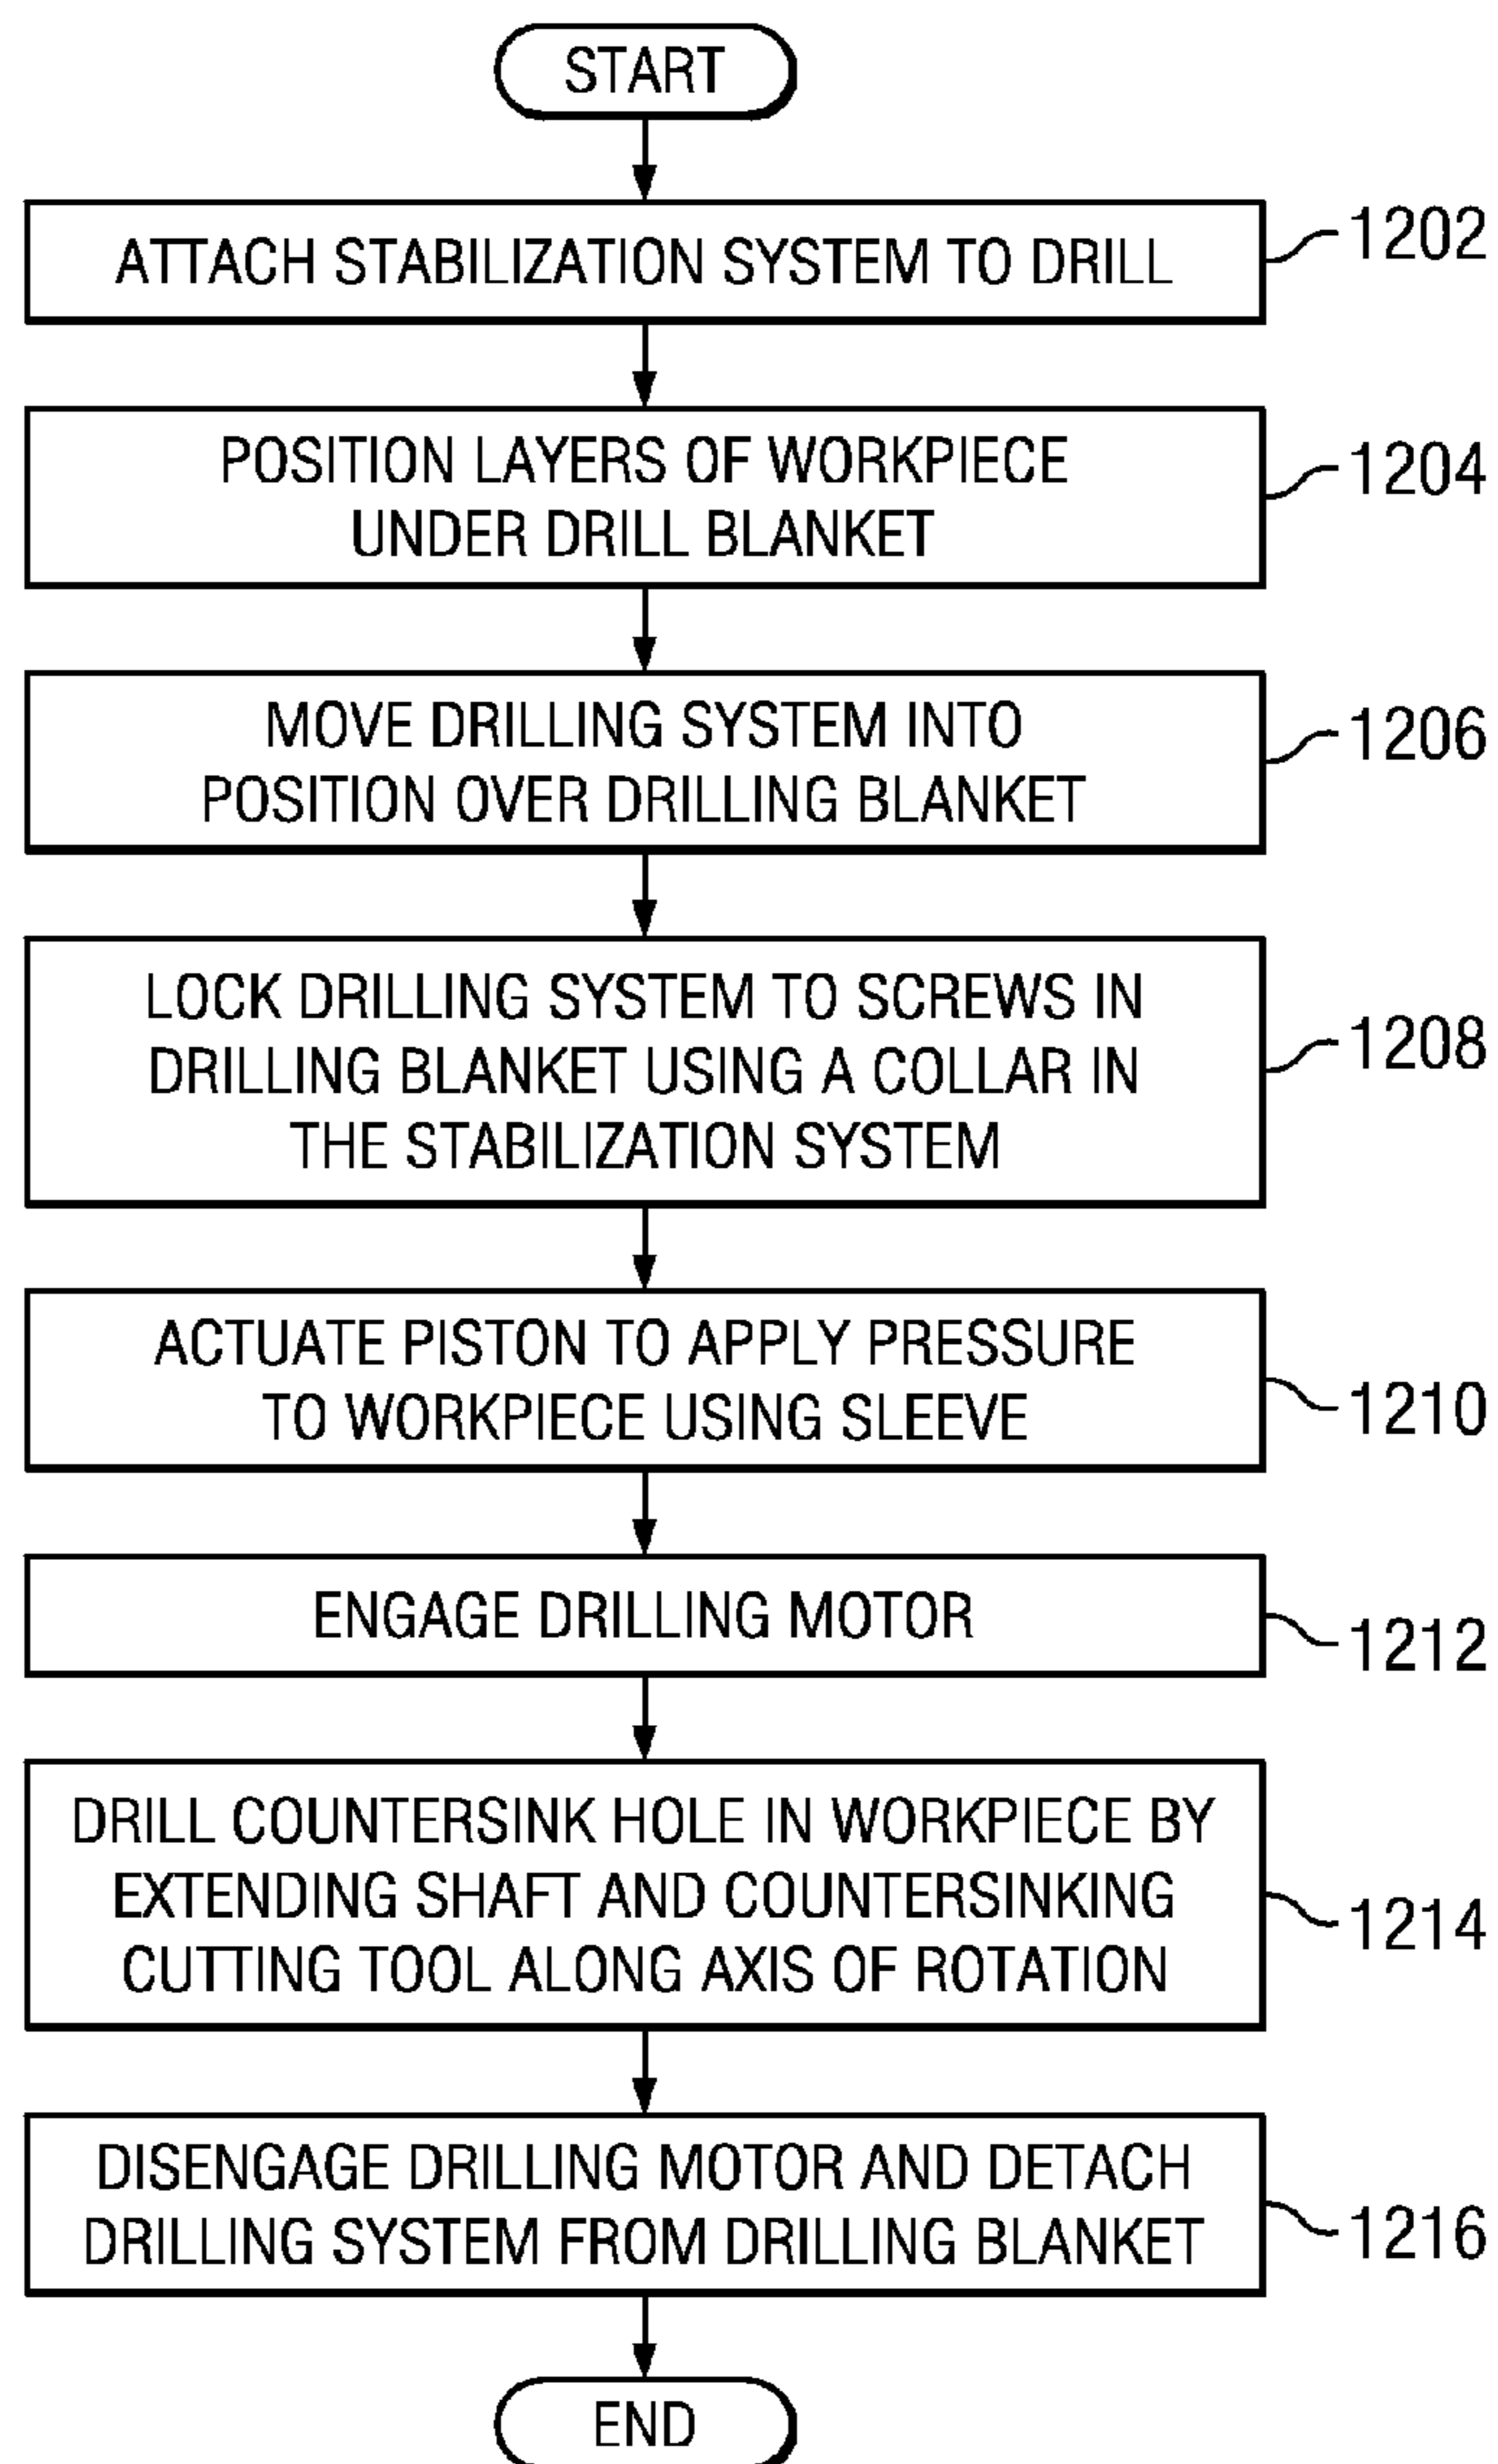 START
ATTACH STABILIZATION SYSTEM TO DRILL
1202
POSITION LAYERS OF WORKPIECE
UNDER DRILL BLANKET
1204
MOVE DRILLING SYSTEM INTO
POSITION OVER DRILLING BLANKET
1206
LOCK DRILLING SYSTEM TO SCREWS IN
DRILLING BLANKET USING A COLLAR IN
THE STABILIZATION SYSTEM
1208
ACTUATE PISTON TO APPLY PRESSURE
TO WORKPIECE USING SLEEVE
1210
ENGAGE DRILLING MOTOR
1212
DRILL COUNTERSINK HOLE IN WORKPIECE BY
EXTENDING SHAFT AND COUNTERSINKING
CUTTING TOOL ALONG AXIS OF ROTATION
1214
DISENGAGE DRILLING MOTOR AND DETACH
DRILLING SYSTEM FROM DRILLING BLANKET
1216
END